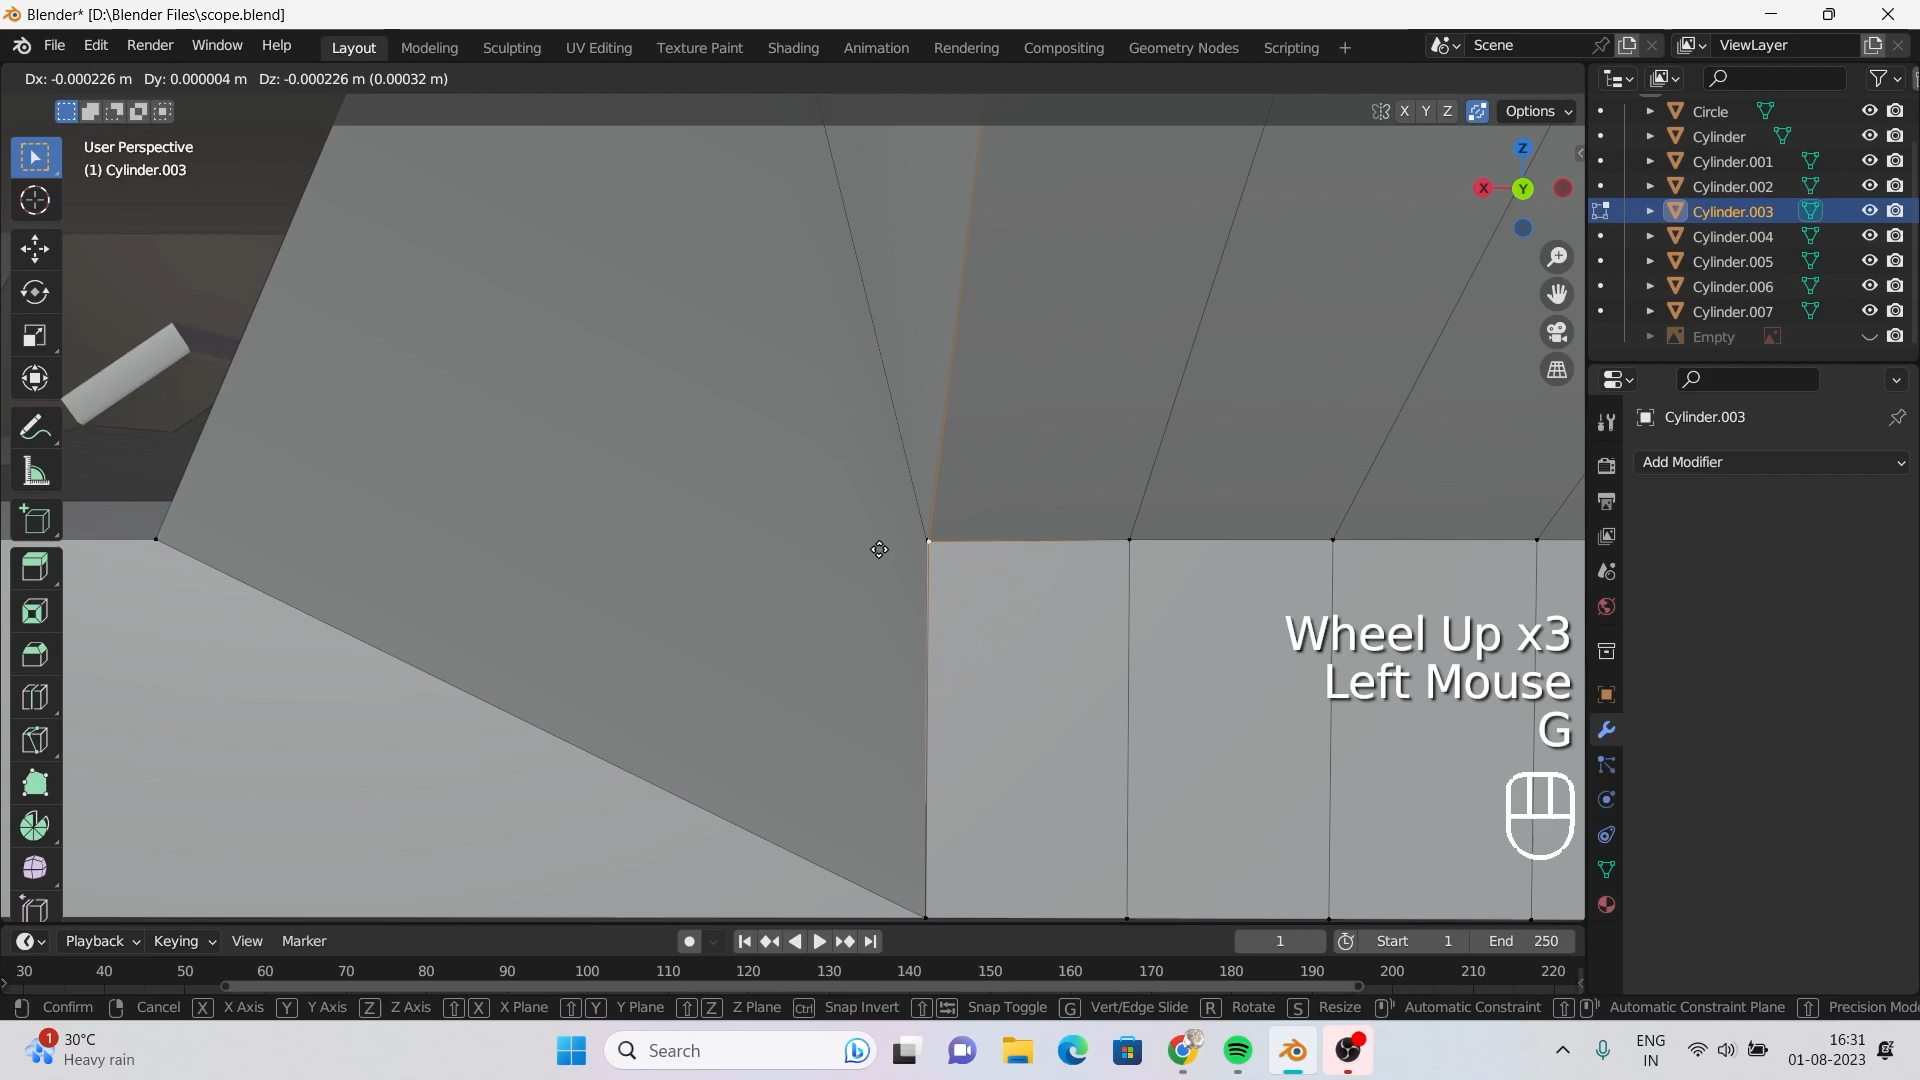 Blender* [D:\Blender Files\scope.blend]
File Edit Render Window Help
Layout Modeling Sculpting UV Editing Texture Paint Shading Animation Rendering Compositing Geometry Nodes Scripting +
Scene
ViewLayer
Dx: -0.000226 m Dy: 0.000004 m Dz: -0.000226 m (0.00032 m)
X Y Z Options
User Perspective
(1) Cylinder.003
Z
X Y
Circle
Cylinder
Cylinder.001
Cylinder.002
Cylinder.003
Cylinder.004
Cylinder.005
Cylinder.006
Cylinder.007
Empty
Cylinder.003
Add Modifier
Wheel Up x3
Left Mouse
G
Playback Keying View Marker
1 Start 1 End 250
30 40 50 60 70 80 90 100 110 120 130 140 150 160 170 180 190 200 210 220
Confirm Cancel X X Axis Y Y Axis Z Z Axis X X Plane Y Y Plane Z Z Plane Ctrl Snap Invert Snap Toggle G Vert/Edge Slide R Rotate S Resize Automatic Constraint Automatic Constraint Plane Precision Mode
1 30°C
Heavy rain
Search
ENG
IN
16:31
01-08-2023